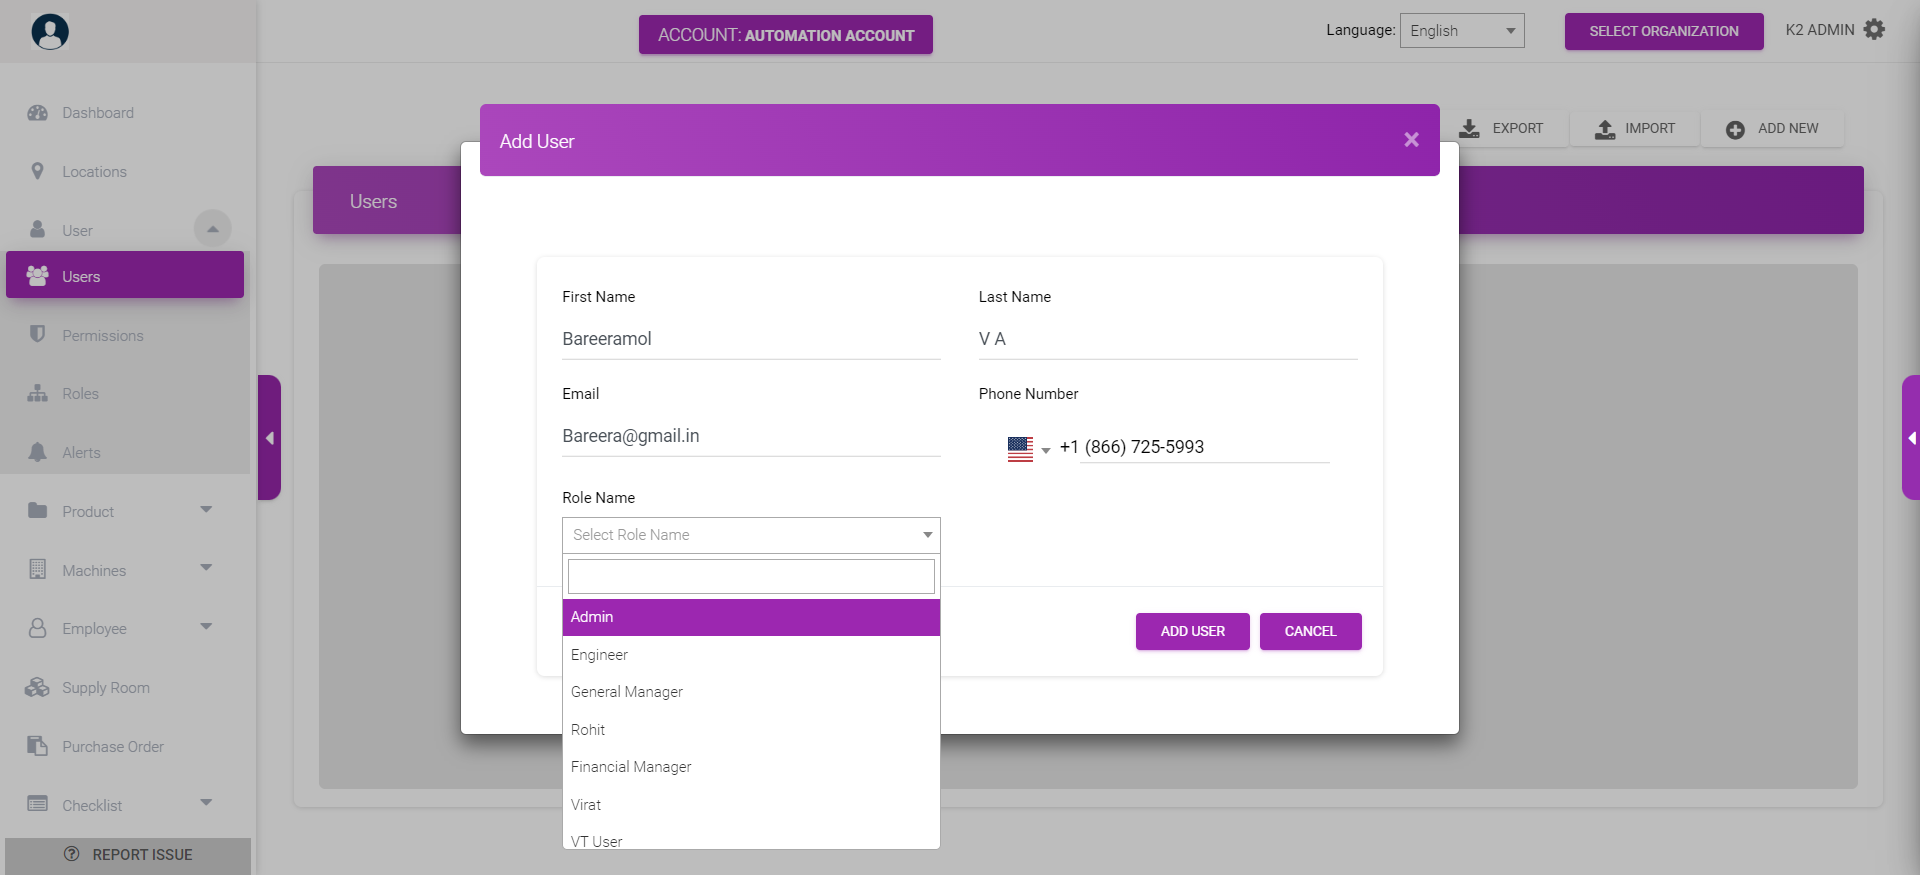 ACCOUNT: AUTOMATION ACCOUNT
Language:
English
SELECT ORGANIZATION
K2 ADMIN
Dashboard
Locations
User
Users
Permissions
Roles
Alerts
Product
Machines
Employee
Supply Room
Purchase Order
Checklist
REPORT ISSUE
EXPORT
IMPORT
ADD NEW
Users
Add User
×
First Name
Last Name
Bareeramol
V A
Email
Phone Number
Bareera@gmail.in
+1 (866) 725-5993
Role Name
Select Role Name
Admin
Engineer
General Manager
Rohit
Financial Manager
Virat
VT User
ADD USER
CANCEL